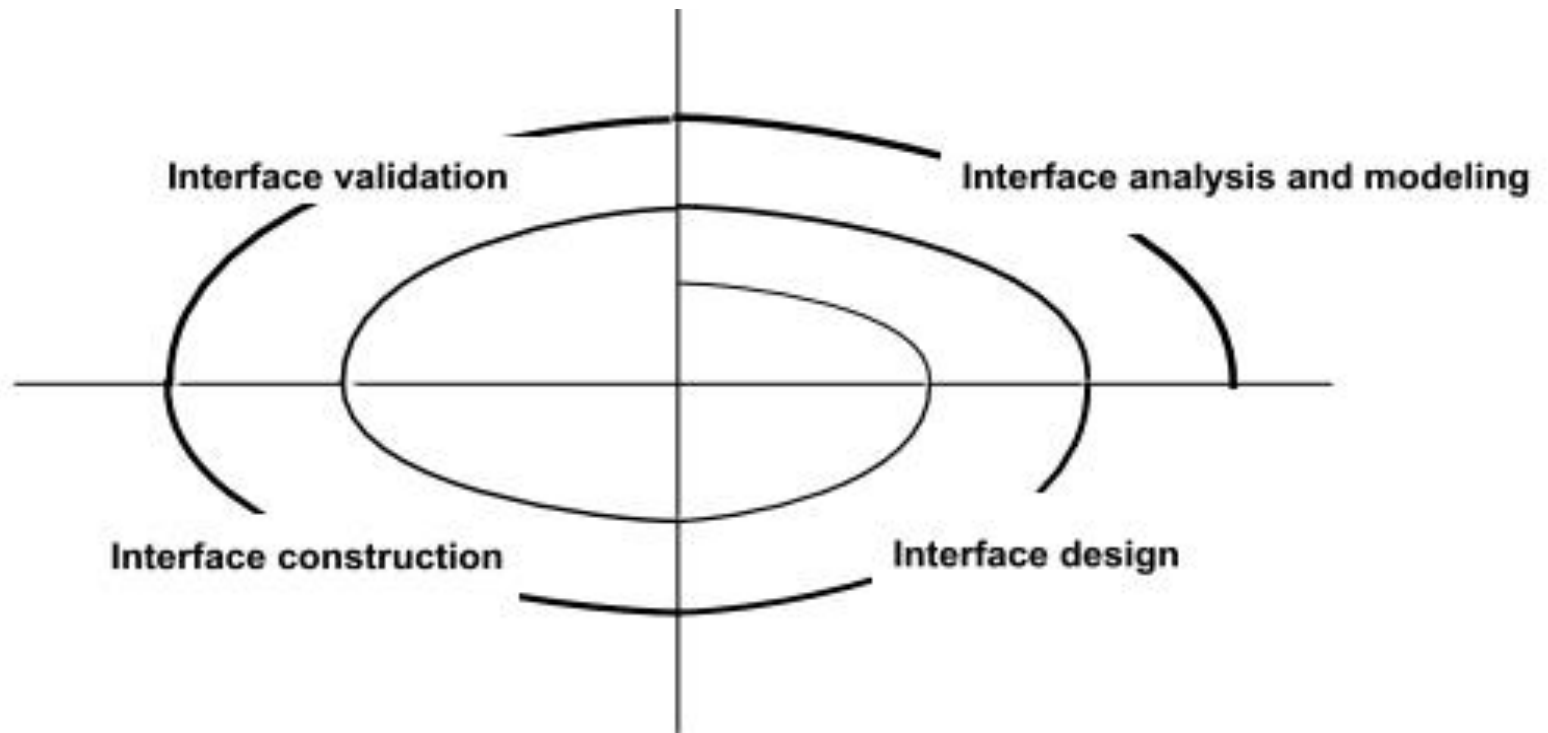 Interface validation
Interface analysis and modeling
Interface construction
Interface design